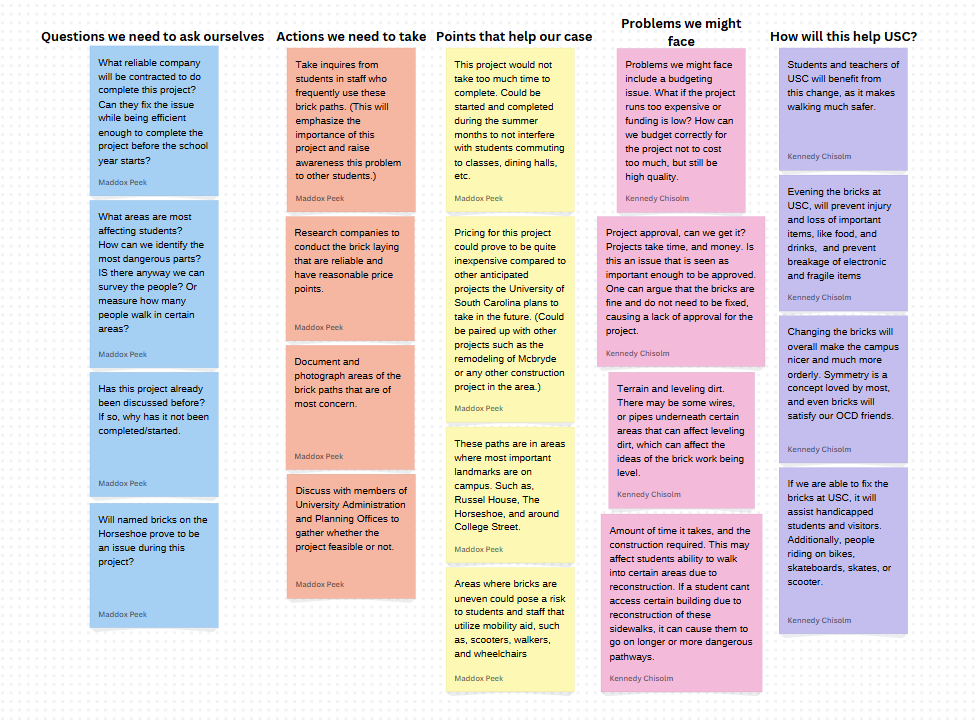 Questions we need to ask ourselves
What reliable company
will be contracted to do
complete this project?
Can they fix the issue
while being efficient
enough to complete the
project before the school
year starts?
Maddox Peek
What areas are most
affecting students?
How can we identify the
most dangerous parts?
IS there anyway we can
survey the people? Or
measure how many
people walk in certain
areas?
Maddox Peek
Has this project already
been discussed before?
If so, why has it not been
completed/started.
Maddox Peek
Will named bricks on the
Horseshoe prove to be
an issue during this
project?
Maddox Peek
Actions we need to take
Take inquires from
students in staff who
frequently use these
brick paths. (This will
emphasize the
importance of this
project and raise
awareness this problem
to other students.)
Maddox Peek
Research companies to
conduct the brick laying
that are reliable and
have reasonable price
points.
Maddox Peek
Document and
photograph areas of the
brick paths that are of
most concern.
Maddox Peek
Discuss with members of
University Administration
and Planning Offices to
gather whether the
project feasible or not.
Maddox Peek
Points that help our case
This project would not
take too much time to
complete. Could be
started and completed
during the summer
months to not interfere
with students commuting
to classes, dining halls,
etc.
Maddox Peek
Pricing for this project
could prove to be quite
inexpensive compared to
other anticipated
projects the University of
South Carolina plans to
take in the future. (Could
be paired up with other
projects such as the
remodeling of Mcbryde
or any other construction
project in the area.)
Maddox Peek
These paths are in areas
where most important
landmarks are on
campus. Such as,
Russel House, The
Horseshoe, and around
College Street.
Maddox Peek
Areas where bricks are
uneven could pose a risk
to students and staff that
utilize mobility aid, such
as, scooters, walkers,
and wheelchairs
Maddox Peek
Problems we might
face
Problems we might face
include a budgeting
issue. What if the project
runs too expensive or
funding is low? How can
we budget correctly for
the project not to cost
too much, but still be
high quality.
Kennedy Chisolm
Project approval, can we get it?
Projects take time, and money. Is
this an issue that is seen as
important enough to be approved.
One can argue that the bricks are
fine and do not need to be fixed,
causing a lack of approval for the
project.
Kennedy Chisolm
Terrain and leveling dirt.
There may be some wires,
or pipes underneath certain
areas that can affect leveling
dirt, which can affect the
ideas of the brick work being
level.
Kennedy Chisolm
Amount of time it takes, and the
construction required. This may
affect students ability to walk
into certain areas due to
reconstruction. If a student cant
access certain building due to
reconstruction of these
sidewalks, it can cause them to
go on longer or more dangerous
pathways.
Kennedy Chisolm
How will this help USC?
Students and teachers of
USC will benefit from
this change, as it makes
walking much safer.
Kennedy Chisolm
Evening the bricks at
USC, will prevent injury
and loss of important
items, like food, and
drinks, and prevent
breakage of electronic
and fragile items
Kennedy Chisolm
Changing the bricks will
overall make the campus
nicer and much more
orderly. Symmetry is a
concept loved by most,
and even bricks will
satisfy our OCD friends.
Kennedy Chisolm
If we are able to fix the
bricks at USC, it will
assist handicapped
students and visitors.
Additionally, people
riding on bikes,
skateboards, skates, or
scooter.
Kennedy Chisolm